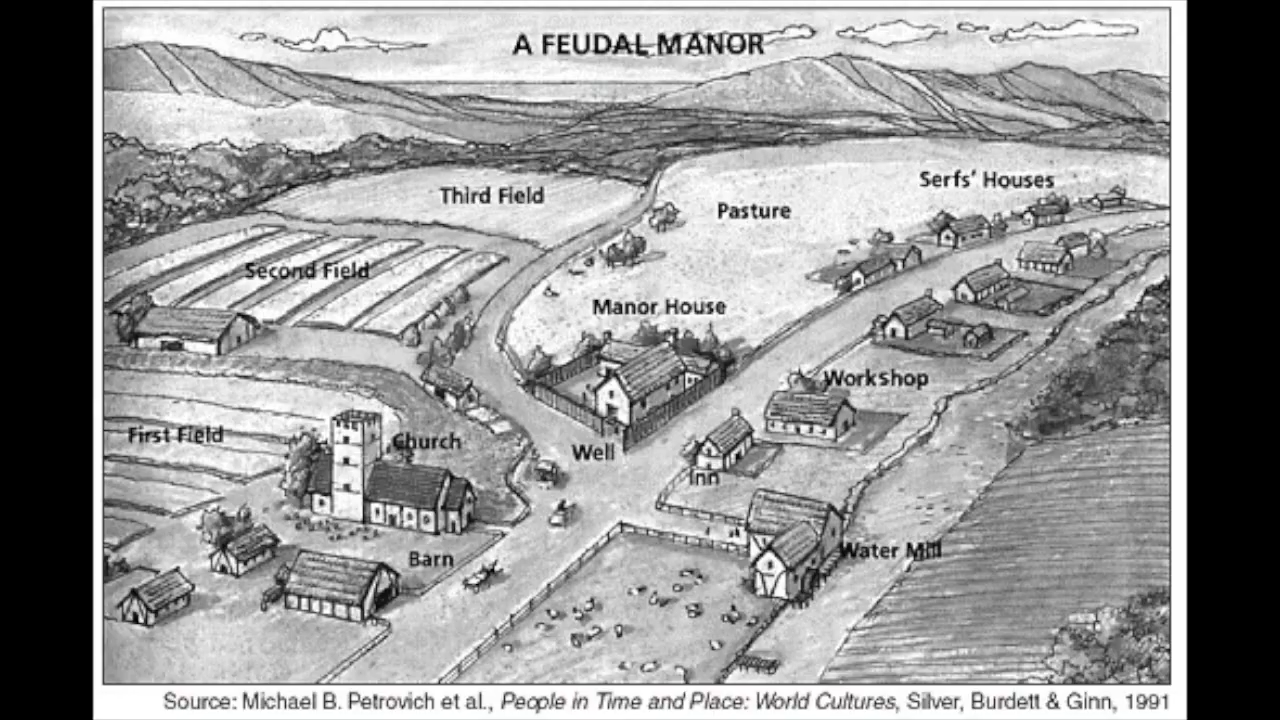 A FEUDAL MANOR
Serfs' Houses
Third Field
Pasture
Second Field
Manor House
Workshop
First Field
Church
Well
Inn
Water Mill
Barn
Source: Michael B. Petrovich et al., People in Time and Place: World Cultures, Silver, Burdett & Ginn, 1991